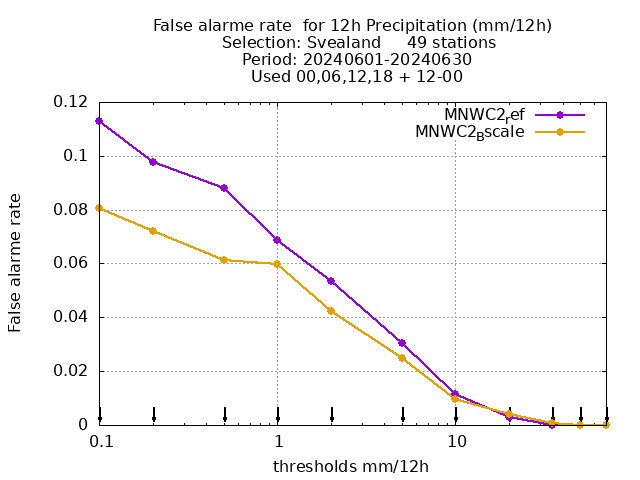 False alarme rate  for 12h Precipitation (mm/12h)
Selection: Svealand     49 stations
Period: 20240601-20240630
Used 00,06,12,18 + 12-00
MNWC2ref
MNWC2Bscale
0.12
0.1
0.08
0.06
0.04
0.02
0
False alarme rate
0.1 1 10
thresholds mm/12h